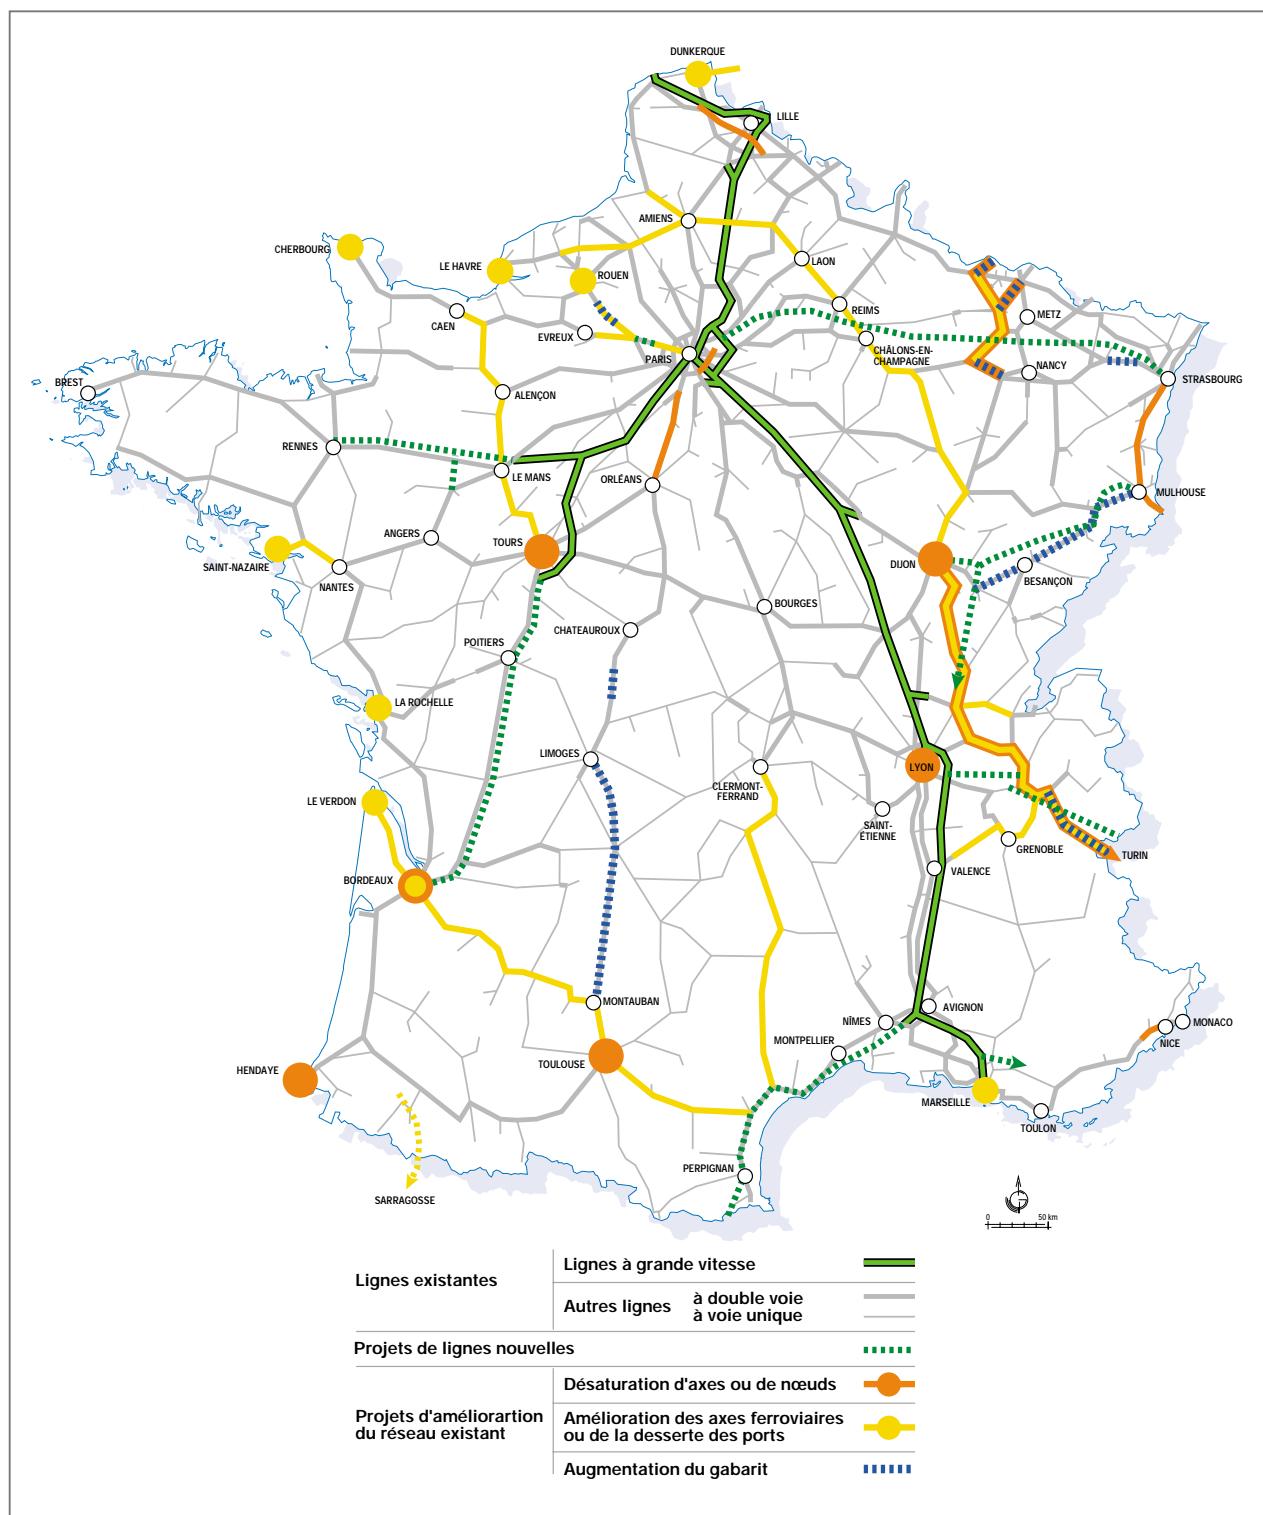 DUNKERQUE
LILLE
AMIENS
CHERBOURG
LE HAVRE
ROUEN
LAON
CAEN
EVREUX
REIMS
METZ
PARIS
CHÂLONS-EN-
CHAMPAGNE
NANCY
STRASBOURG
BREST
ALENÇON
RENNES
LE MANS
ORLÉANS
MULHOUSE
ANGERS
TOURS
DIJON
BESANÇON
SAINT-NAZAIRE
NANTES
BOURGES
CHATEAUROUX
POITIERS
LA ROCHELLE
LIMOGES
LYON
CLERMONT-
FERRAND
LE VERDON
SAINT-
ÉTIENNE
GRENOBLE
TURIN
VALENCE
BORDEAUX
MONTAUBAN
AVIGNON
NÎMES
MONACO
NICE
MONTPELLIER
TOULOUSE
HENDAYE
MARSEILLE
TOULON
PERPIGNAN
SARRAGOSSE
0 50 km
Lignes existantes
Lignes à grande vitesse
Autres lignes à double voie
à voie unique
Projets de lignes nouvelles
Projets d'améliorartion
du réseau existant
Désaturation d'axes ou de nœuds
Amélioration des axes ferroviaires
ou de la desserte des ports
Augmentation du gabarit